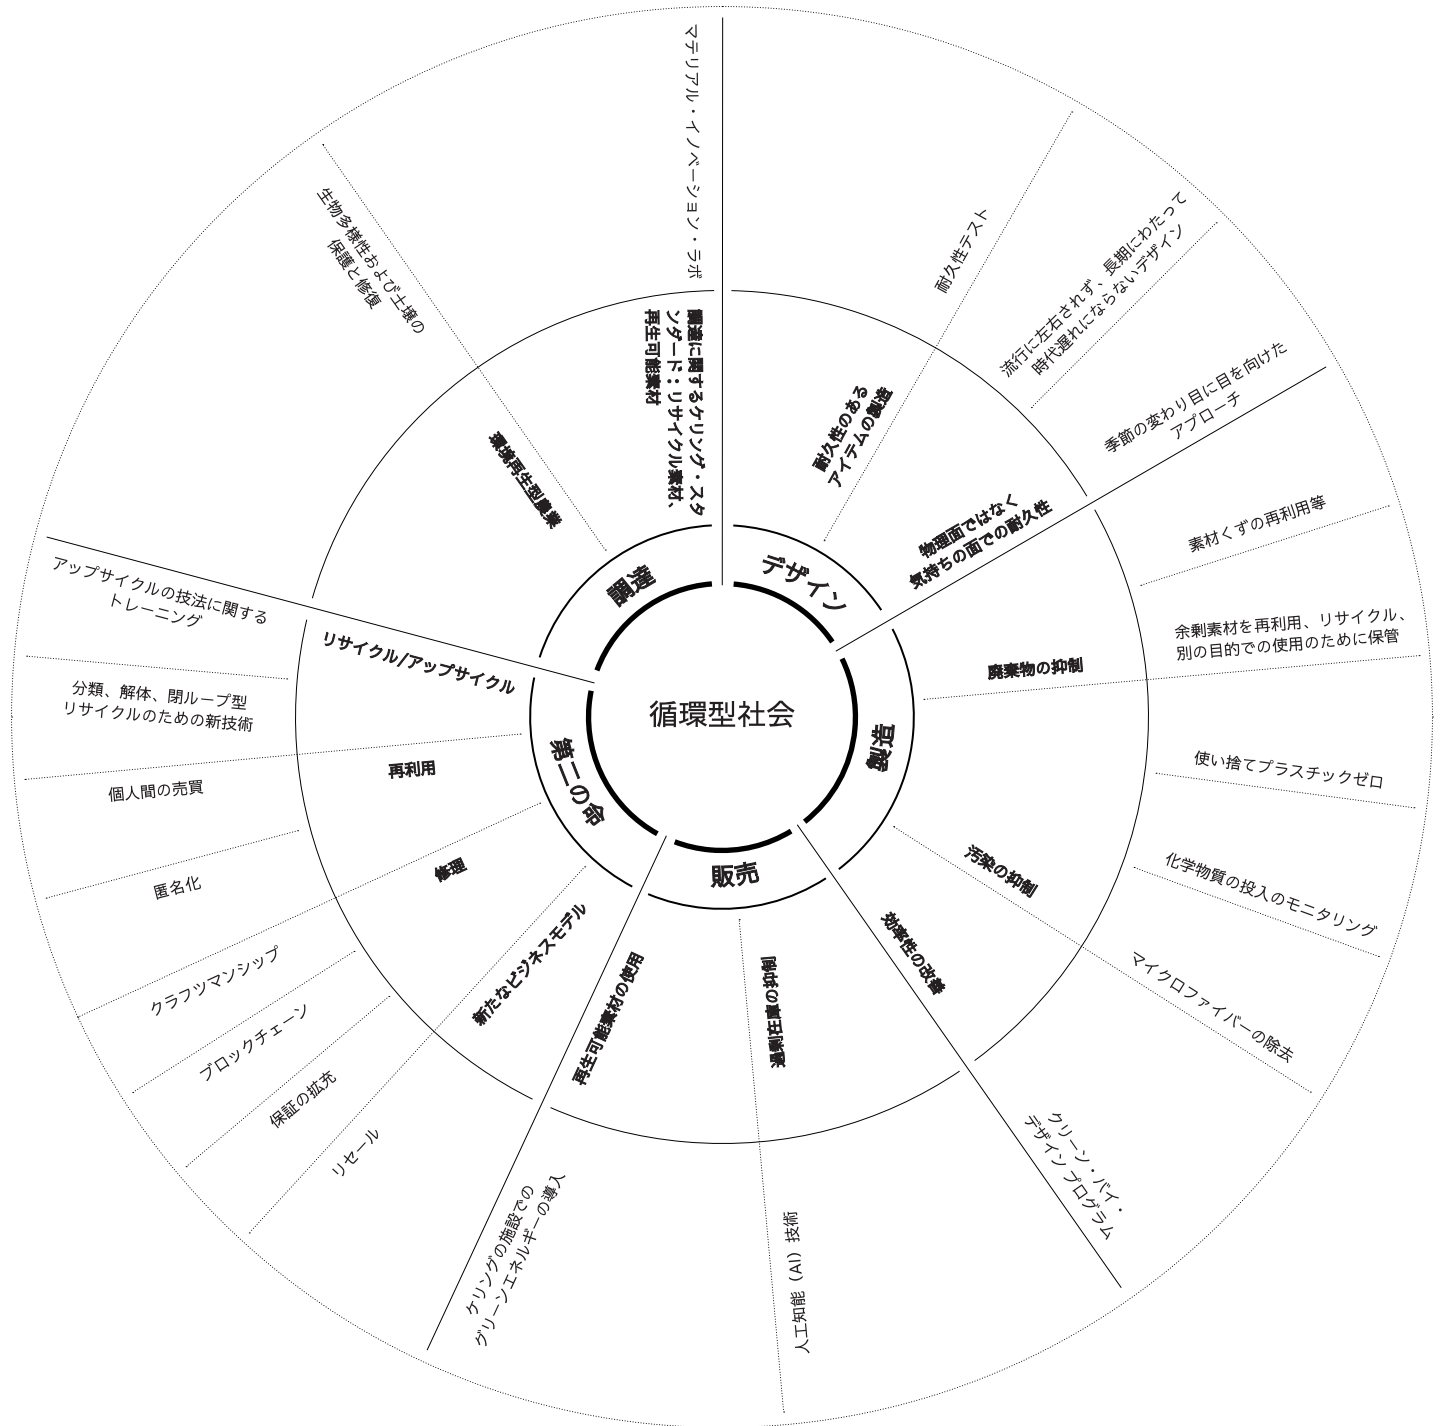 循環型社会
デザイン
耐久性のある
アイテムの製造
耐久性テスト
物理面ではなく
気持ちの面での耐久性
流行に左右されず、長期にわたって
時代遅れにならないデザイン
季節の変わり目に目を向けた
アプローチ
製造
廃棄物の抑制
素材くずの再利用等
余剰素材を再利用、リサイクル、
別の目的での使用のために保管
汚染の抑制
使い捨てプラスチックゼロ
化学物質の投入のモニタリング
マイクロファイバーの除去
効率性の改善
クリーン・バイ・
デザイン プログラム
販売
過剰在庫の抑制
人工知能（AI）技術
再生可能素材の使用
ケリングの施設での
グリーンエネルギーの導入
第二の命
新たなビジネスモデル
リセール
修理
保証の拡充
ブロックチェーン
クラフツマンシップ
再利用
匿名化
個人間の売買
リサイクル/アップサイクル
分類、解体、閉ループ型
リサイクルのための新技術
アップサイクルの技法に関する
トレーニング
調達
環境再生型農業
生物多様性および土壌の
保護と修復
調達に関するケリング・スタ
ンダード：リサイクル素材、
再生可能素材
マテリアル・イノベーション・ラボ